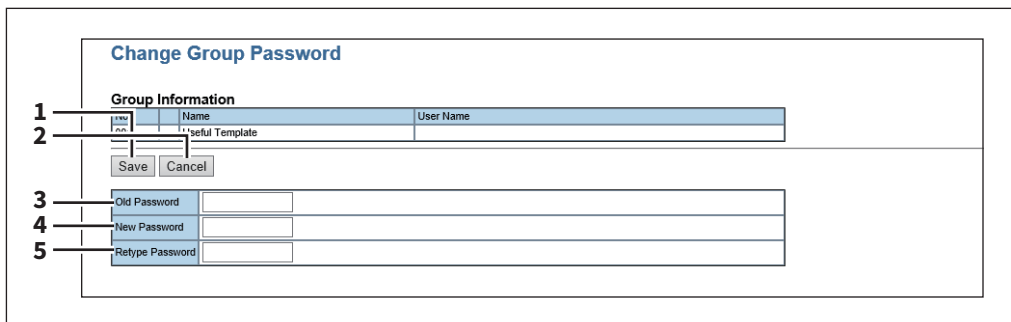 Change Group Password
Group Information
Name User Name
Useful Template
1
2
Save Cancel
3 Old Password
4 New Password
5 Retype Password